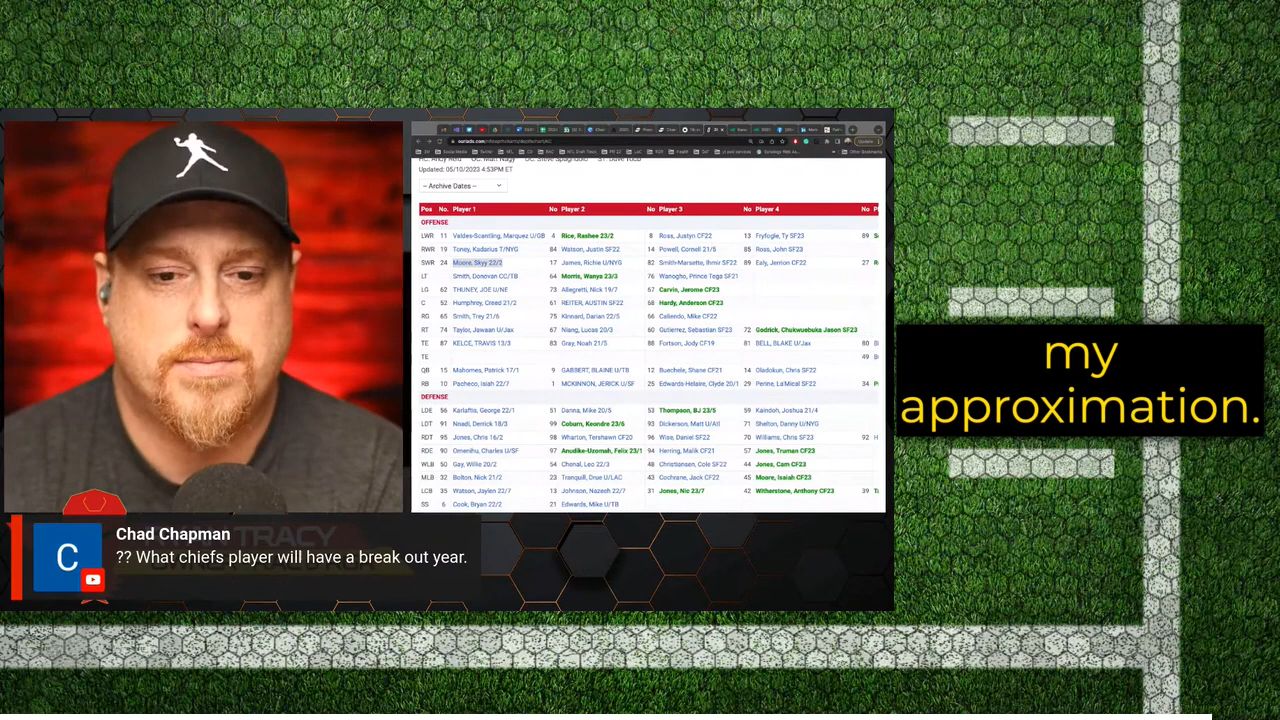 ourlads.com/nfldepthcharts/depthchart/KC
Updated: 05/10/2023 4:53PM ET
-- Archive Dates --
Pos No. Player 1 No Player 2 No Player 3 No Player 4 No
OFFENSE
LWR 11 Valdes-Scantling, Marquez U/GB 4 Rice, Rashee 23/2 8 Ross, Justyn CF22 13 Fryfogle, Ty SF23 89
RWR 19 Toney, Kadarius T/NYG 84 Watson, Justin SF22 14 Powell, Cornell 21/5 85 Ross, John SF23
SWR 24 Moore, Skyy 22/2 17 James, Richie U/NYG 82 Smith-Marsette, Ihmir SF22 89 Ealy, Jerrion CF22 27
LT Smith, Donovan CC/TB 64 Morris, Wanya 23/3 76 Wanogho, Prince Tega SF21
LG 62 THUNEY, JOE U/NE 73 Allegretti, Nick 19/7 67 Carvin, Jerome CF23
C 52 Humphrey, Creed 21/2 61 REITER, AUSTIN SF22 68 Hardy, Anderson CF23
RG 65 Smith, Trey 21/6 75 Kinnard, Darian 22/5 66 Caliendo, Mike CF22
RT 74 Taylor, Jawaan U/Jax 67 Niang, Lucas 20/3 60 Gutierrez, Sebastian SF23 72 Godrick, Chukwuebuka Jason SF23
TE 87 KELCE, TRAVIS 13/3 83 Gray, Noah 21/5 88 Fortson, Jody CF19 81 BELL, BLAKE U/Jax 80
TE 49
QB 15 Mahomes, Patrick 17/1 9 GABBERT, BLAINE U/TB 12 Buechele, Shane CF21 14 Oladokun, Chris SF22
RB 10 Pacheco, Isiah 22/7 1 MCKINNON, JERICK U/SF 25 Edwards-Helaire, Clyde 20/1 29 Perine, La'Mical SF22 34
DEFENSE
LDE 56 Karlaftis, George 22/1 51 Danna, Mike 20/5 53 Thompson, BJ 23/5 59 Kaindoh, Joshua 21/4
LDT 91 Nnadi, Derrick 18/3 99 Coburn, Keondre 23/6 93 Dickerson, Matt U/Atl 71 Shelton, Danny U/NYG
RDT 95 Jones, Chris 16/2 98 Wharton, Tershawn CF20 96 Wise, Daniel SF22 70 Williams, Chris SF23 92
RDE 90 Omenihu, Charles U/SF 97 Anudike-Uzomah, Felix 23/1 94 Herring, Malik CF21 57 Jones, Truman CF23
WLB 50 Gay, Willie 20/2 54 Chenal, Leo 22/3 48 Christiansen, Cole SF22 44 Jones, Cam CF23
MLB 32 Bolton, Nick 21/2 23 Tranquill, Drue U/LAC 43 Cochrane, Jack CF22 45 Moore, Isaiah CF23
LCB 35 Watson, Jaylen 22/7 13 Johnson, Nazeeh 22/7 31 Jones, Nic 23/7 42 Witherstone, Anthony CF23 39
SS 6 Cook, Bryan 22/2 21 Edwards, Mike U/TB
my
approximation.
C
Chad Chapman
?? What chiefs player will have a break out year.